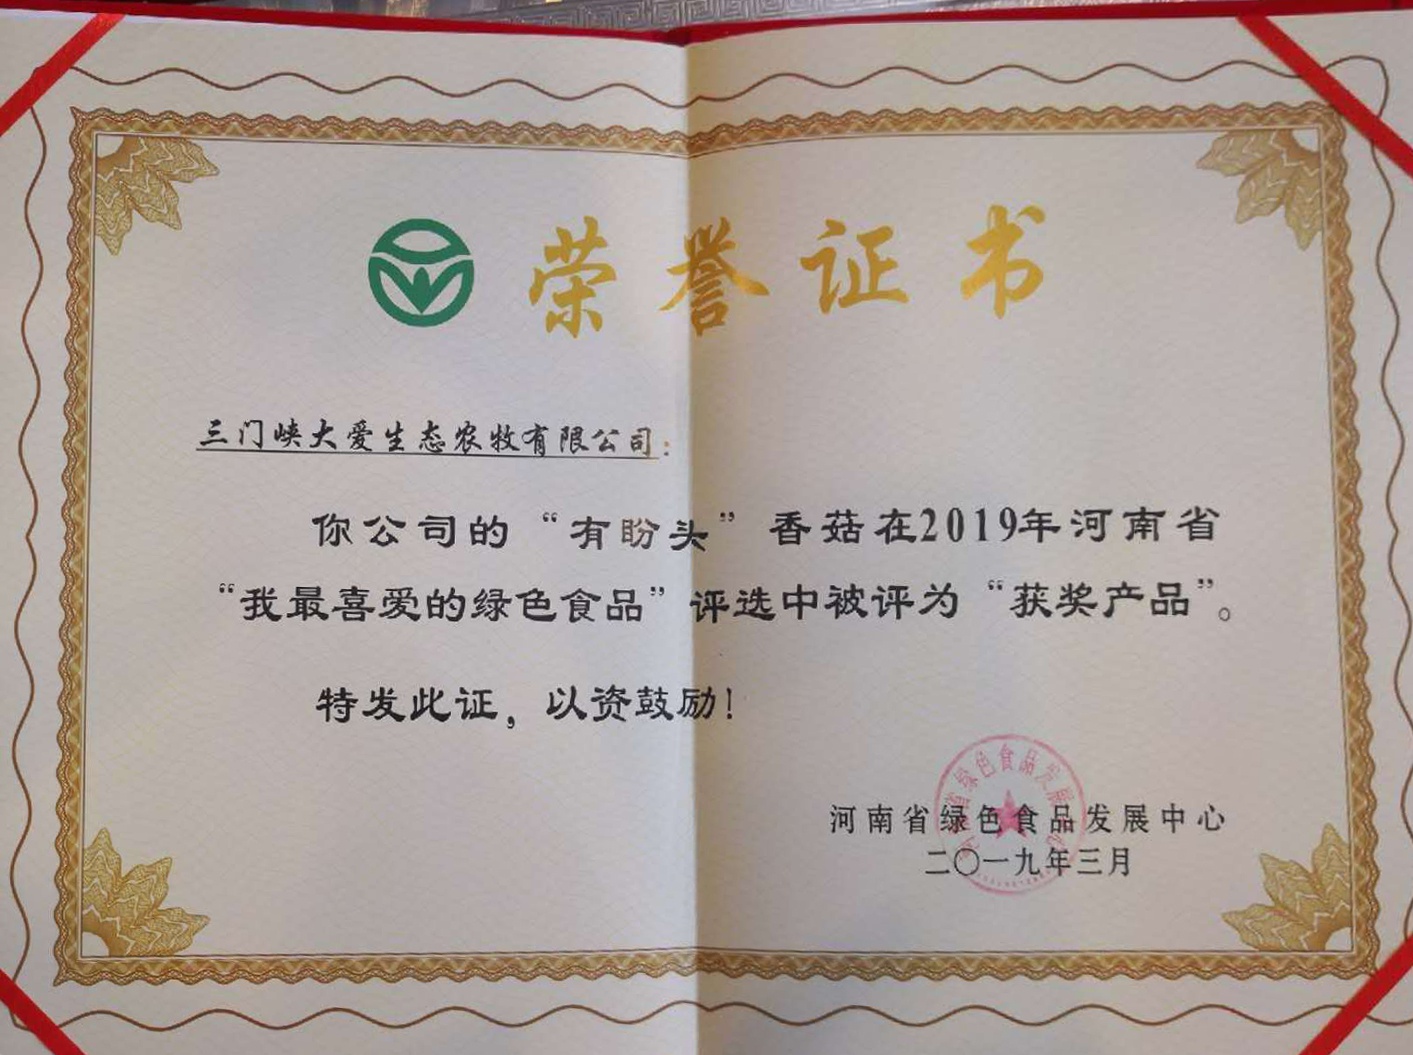 荣誉证书
三门峡大爱生态农牧有限公司：
你公司的“有盼头”香菇在2019年河南省
“我最喜爱的绿色食品”评选中被评为“获奖产品”。
特发此证，以资鼓励！
河南省绿色食品发展中心
二〇一九年三月